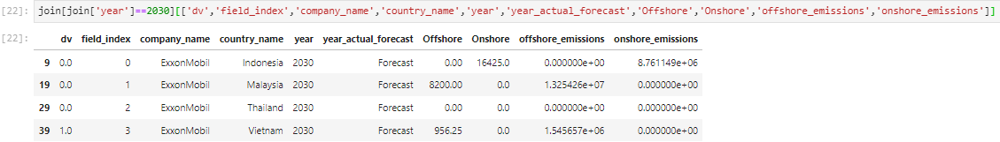 [22]: join[join['year']==2030][['dv','field_index','company_name','country_name','year','year_actual_forecast','Offshore','Onshore','offshore_emissions','onshore_emissions']]
[22]: dv field_index company_name country_name year year_actual_forecast Offshore Onshore offshore_emissions onshore_emissions
9 0.0 0 ExxonMobil Indonesia 2030 Forecast 0.00 16425.0 0.000000e+00 8.761149e+06
19 0.0 1 ExxonMobil Malaysia 2030 Forecast 8200.00 0.0 1.325426e+07 0.000000e+00
29 0.0 2 ExxonMobil Thailand 2030 Forecast 0.00 0.0 0.000000e+00 0.000000e+00
39 1.0 3 ExxonMobil Vietnam 2030 Forecast 956.25 0.0 1.545657e+06 0.000000e+00